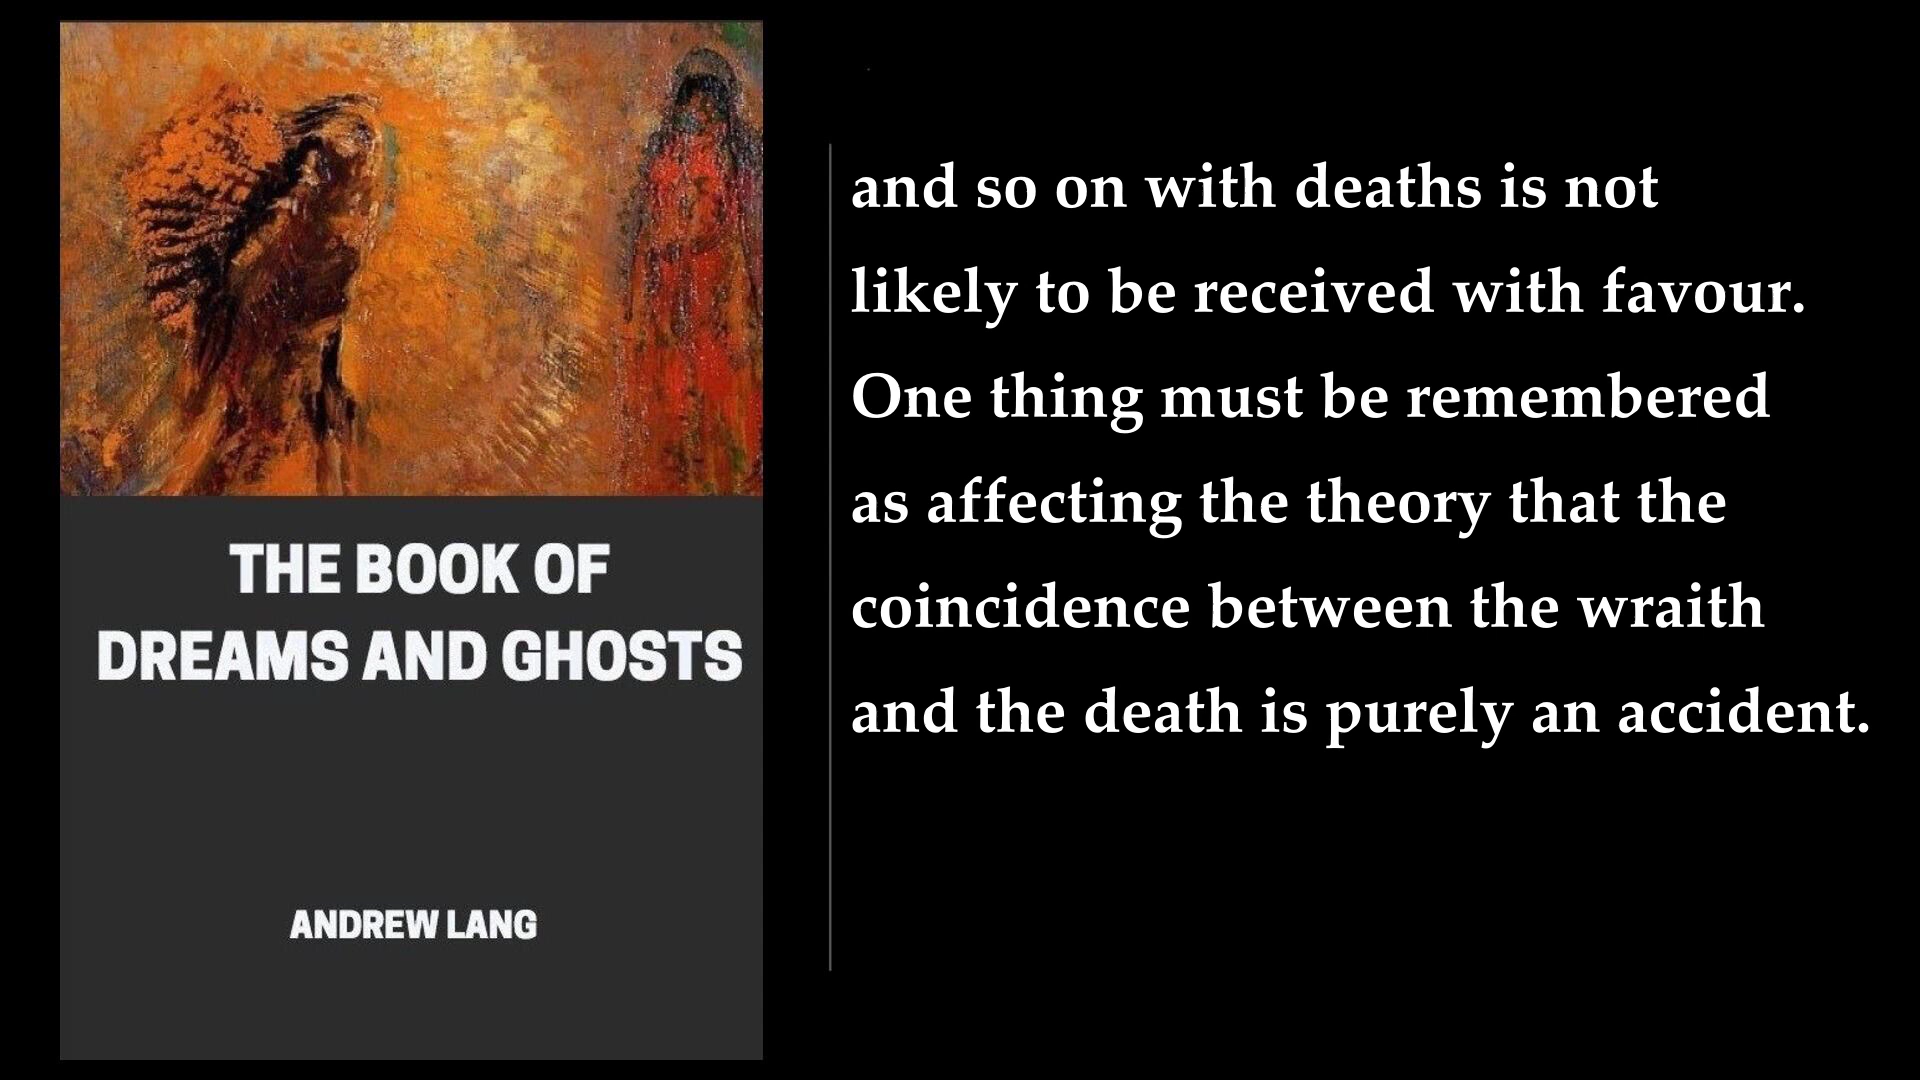 THE BOOK OF
DREAMS AND GHOSTS
ANDREW LANG
and so on with deaths is not
likely to be received with favour.
One thing must be remembered
as affecting the theory that the
coincidence between the wraith
and the death is purely an accident.